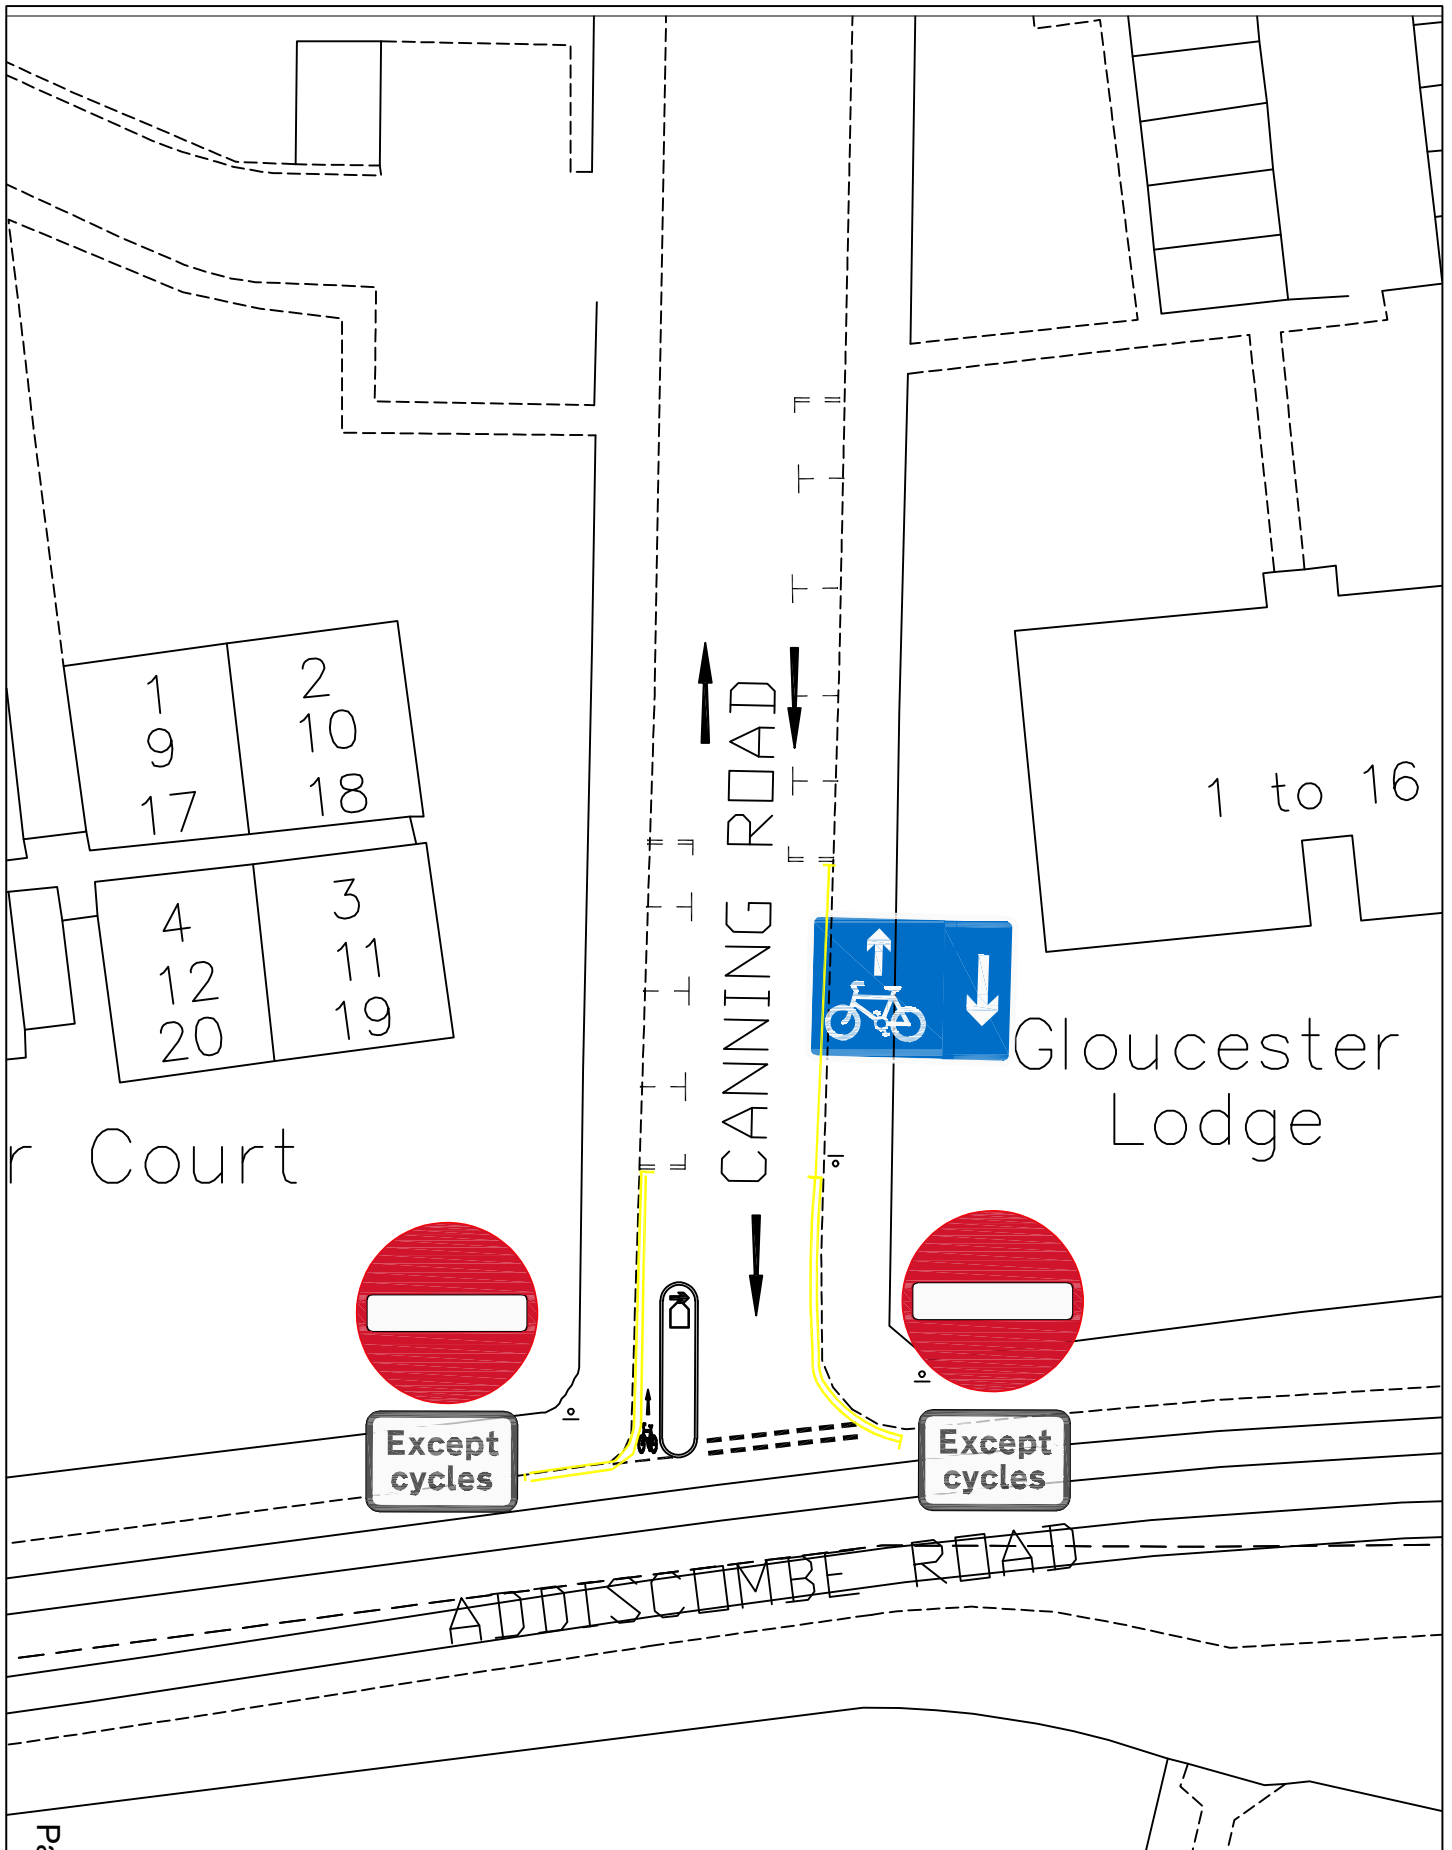 1
9
17
2
10
18
4
12
20
3
11
19
r Court
CANNING ROAD
1 to 16
Gloucester
Lodge
Except
cycles
Except
cycles
ADDISCOMBE ROAD